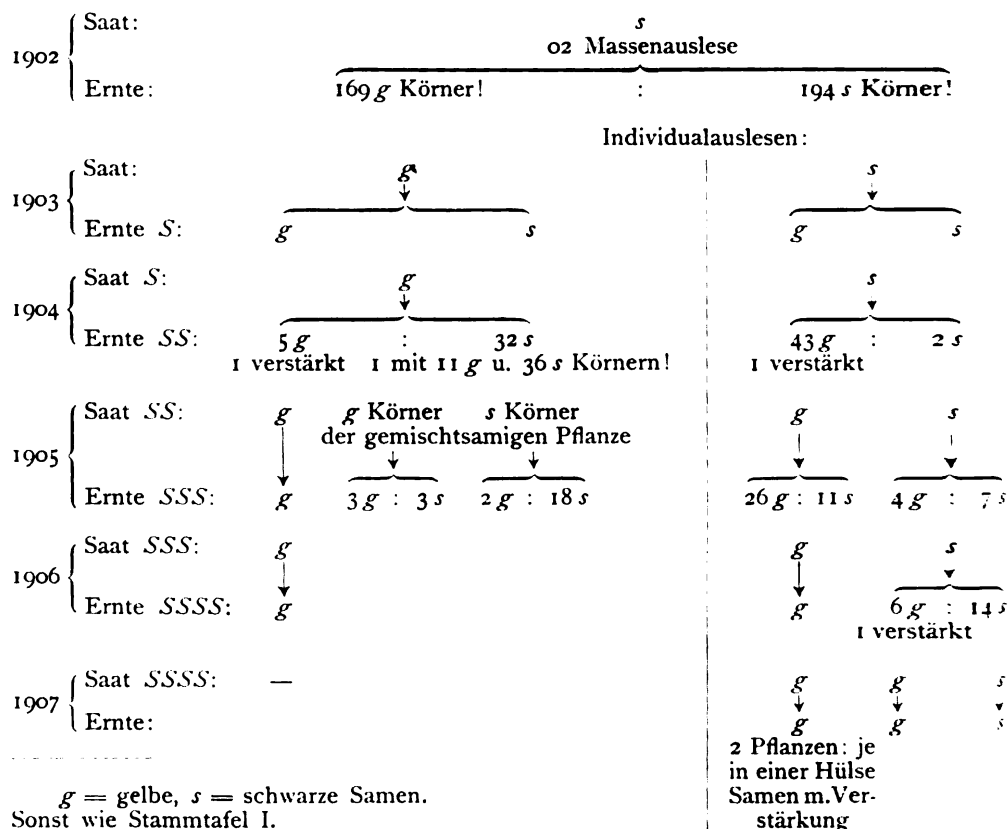 1902 { Saat: s
02 Massenauslese
Ernte: 169 g Körner! : 194 s Körner!
Individualauslesen:
1903 { Saat: g s
Ernte S: g s g s
1904 { Saat S: g s
Ernte SS: 5 g : 32 s 43 g : 2 s
1 verstärkt 1 mit 11 g u. 36 s Körnern! 1 verstärkt
1905 { Saat SS: g g Körner s Körner g s
der gemischtsamigen Pflanze
Ernte SSS: g 3 g : 3 s 2 g : 18 s 26 g : 11 s 4 g : 7 s
1906 { Saat SSS: g g s
Ernte SSSS: g g 6 g : 14 s
1 verstärkt
1907 { Saat SSSS: — g g s
Ernte: g g s
2 Pflanzen: je
in einer Hülse
Samen m. Ver-
stärkung
g = gelbe, s = schwarze Samen.
Sonst wie Stammtafel I.